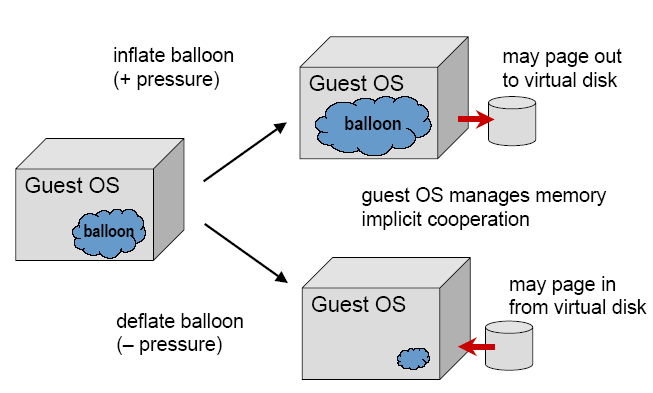 inflate balloon
(+ pressure)
Guest OS
balloon
may page out
to virtual disk
Guest OS
balloon
guest OS manages memory
implicit cooperation
deflate balloon
(– pressure)
Guest OS
may page in
from virtual disk